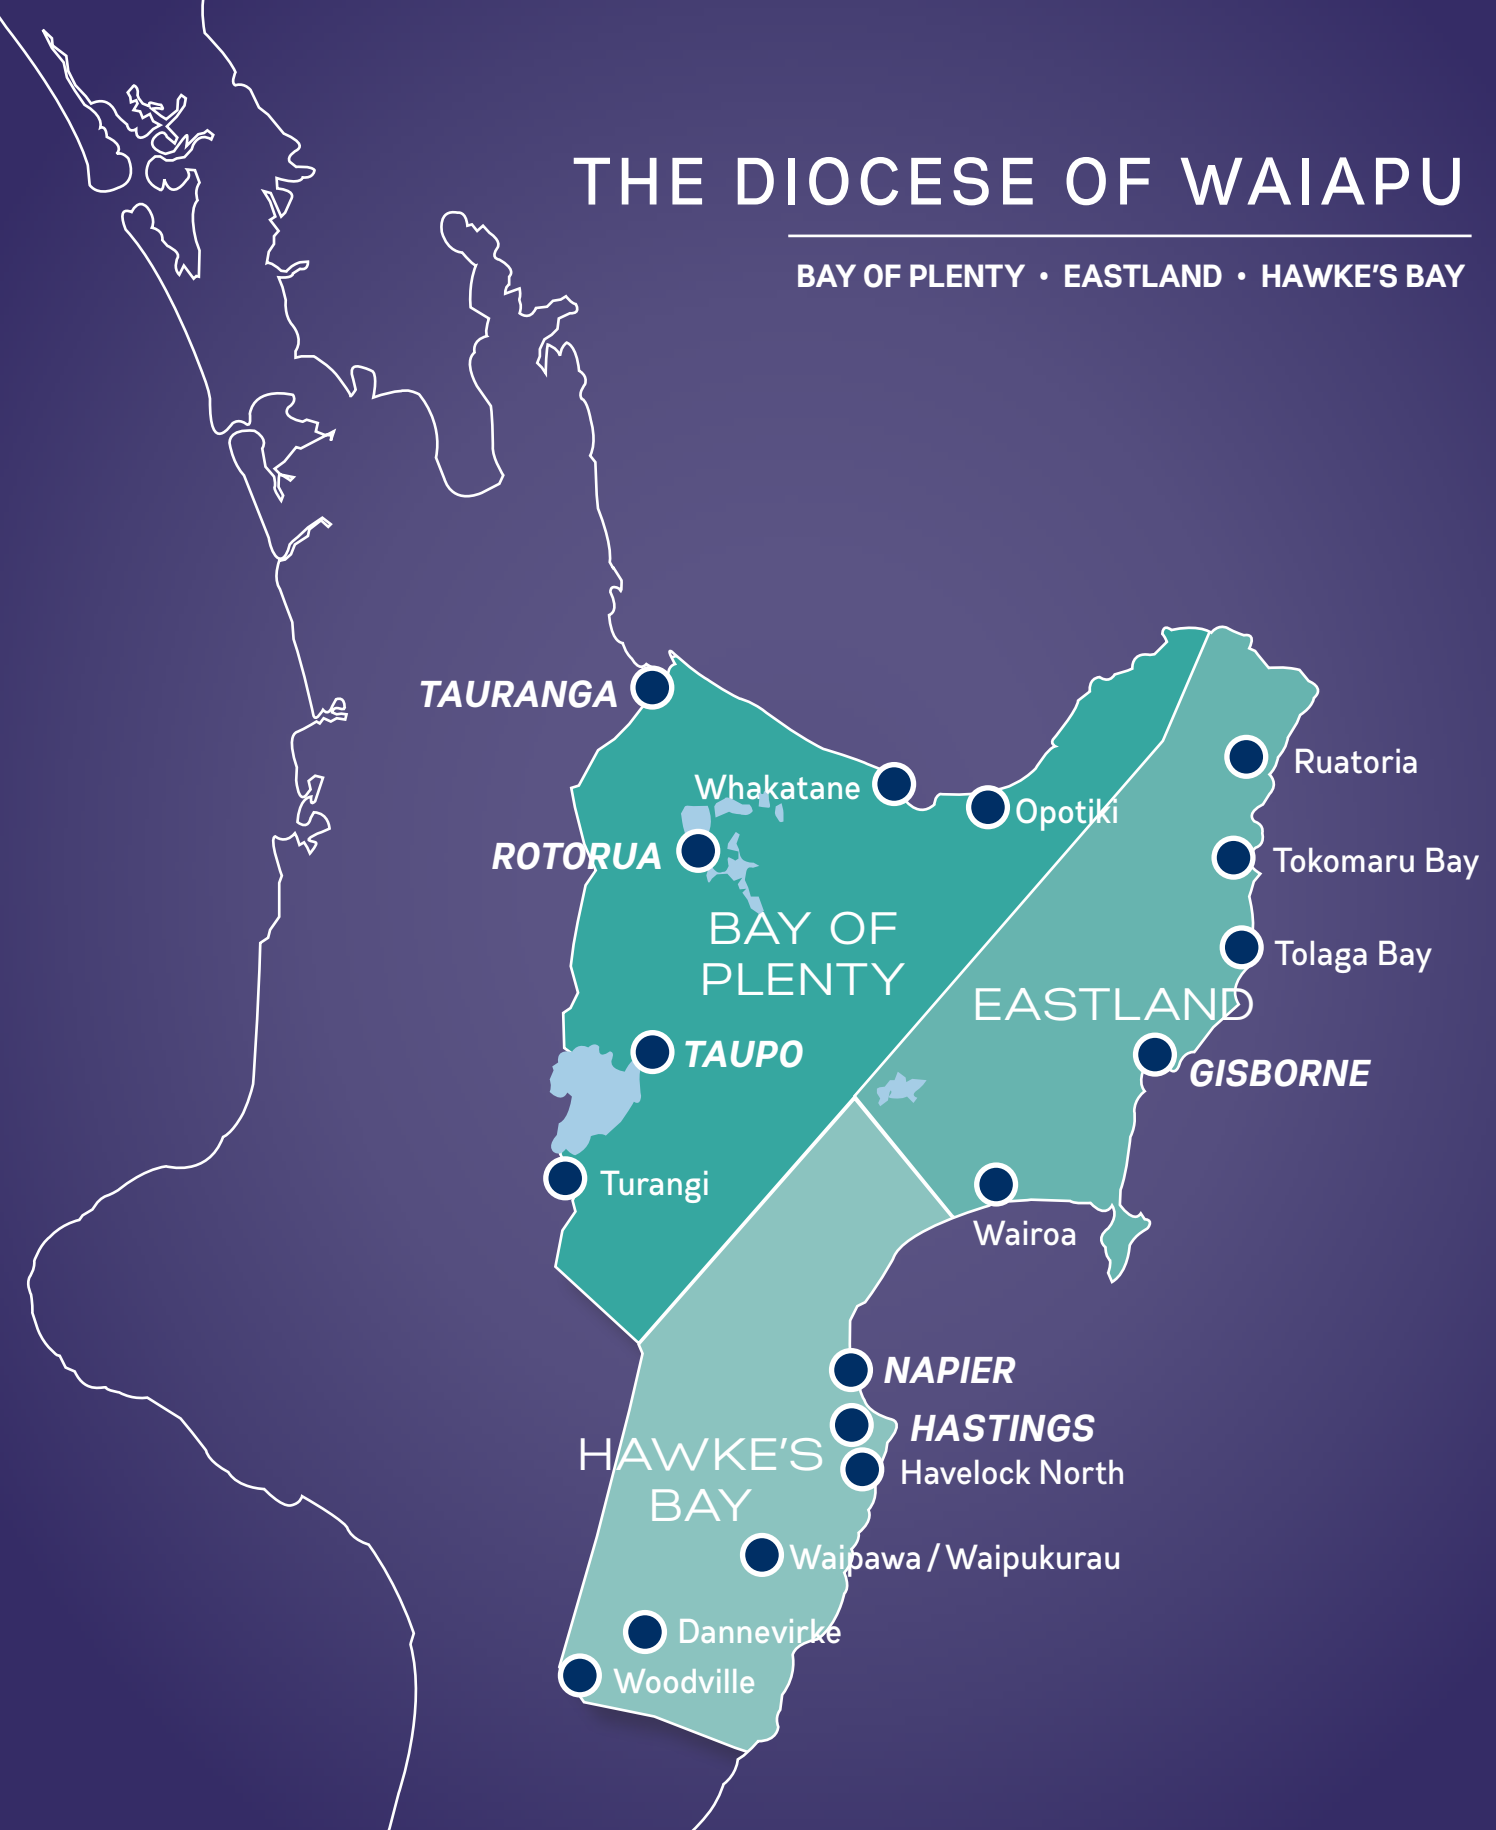 THE DIOCESE OF WAIAPU
BAY OF PLENTY • EASTLAND • HAWKE'S BAY
TAURANGA
Whakatane
Opotiki
Ruatoria
ROTORUA
Tokomaru Bay
BAY OF
PLENTY
Tolaga Bay
EASTLAND
TAUPO
GISBORNE
Turangi
Wairoa
NAPIER
HASTINGS
HAWKE'S
BAY
Havelock North
Waipawa / Waipukurau
Dannevirke
Woodville